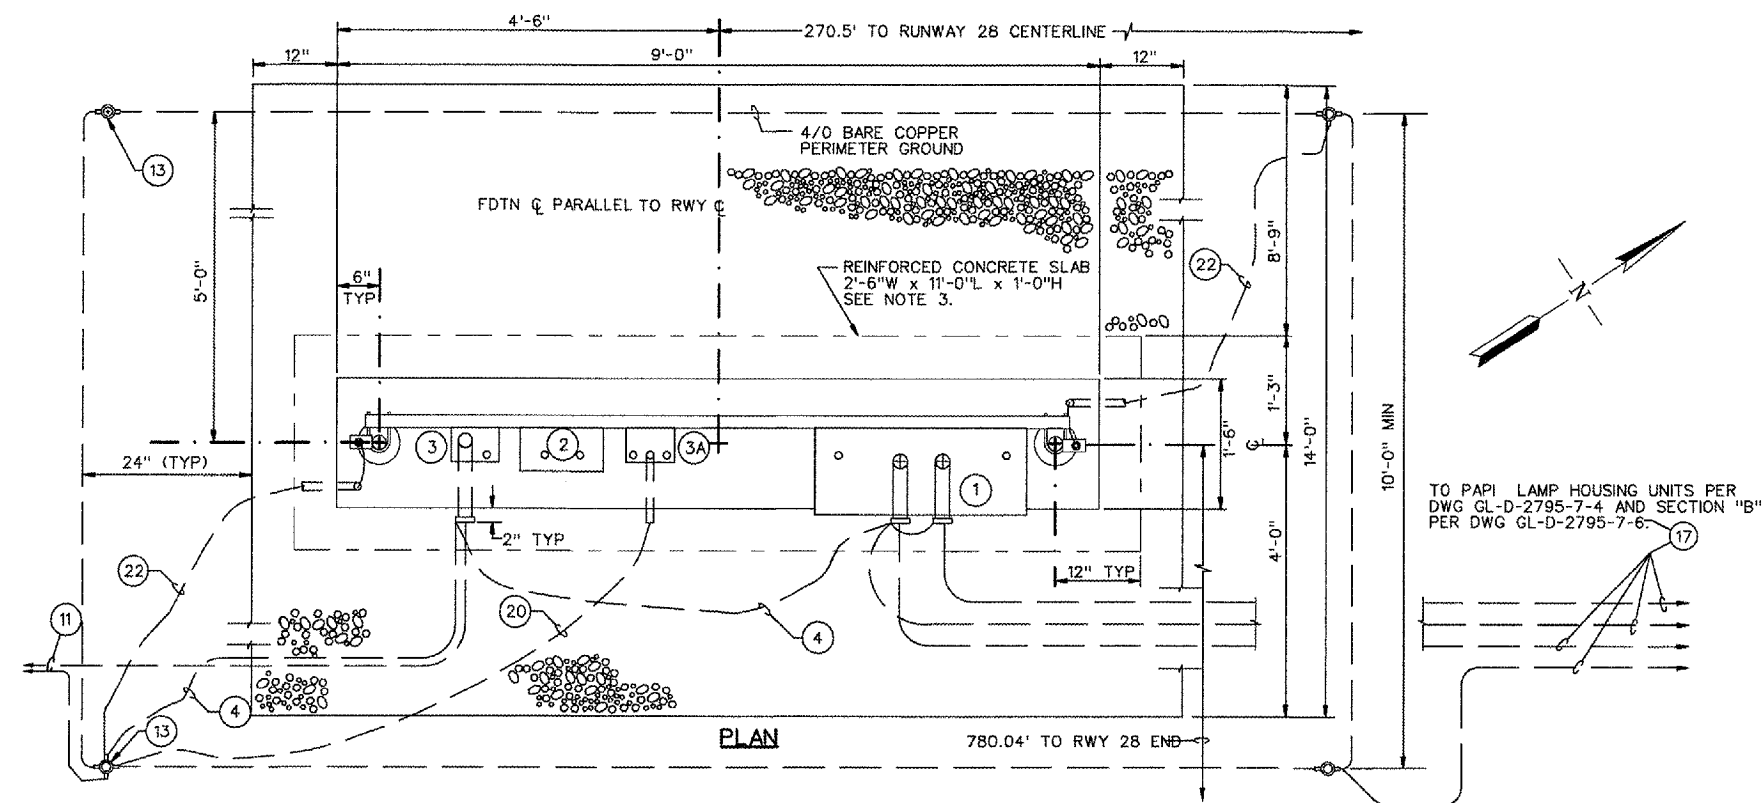 4'-6"
270.5' TO RUNWAY 28 CENTERLINE
12"
9'-0"
12"
4/0 BARE COPPER
PERIMETER GROUND
13
FDTN ℄ PARALLEL TO RWY ℄
5'-0"
8'-9"
22
6"
TYP
REINFORCED CONCRETE SLAB
2'-6"W x 11'-0"L x 1'-0"H
SEE NOTE 3.
N
1'-3"
14'-0"
10'-0" MIN
3
2
3A
1'-6"
℄
24" (TYP)
1
TO PAPI LAMP HOUSING UNITS PER
DWG GL-D-2795-7-4 AND SECTION "B"
PER DWG GL-D-2795-7-6.
17
2" TYP
4'-0"
22
12" TYP
11
20
4
4
13
PLAN
780.04' TO RWY 28 END